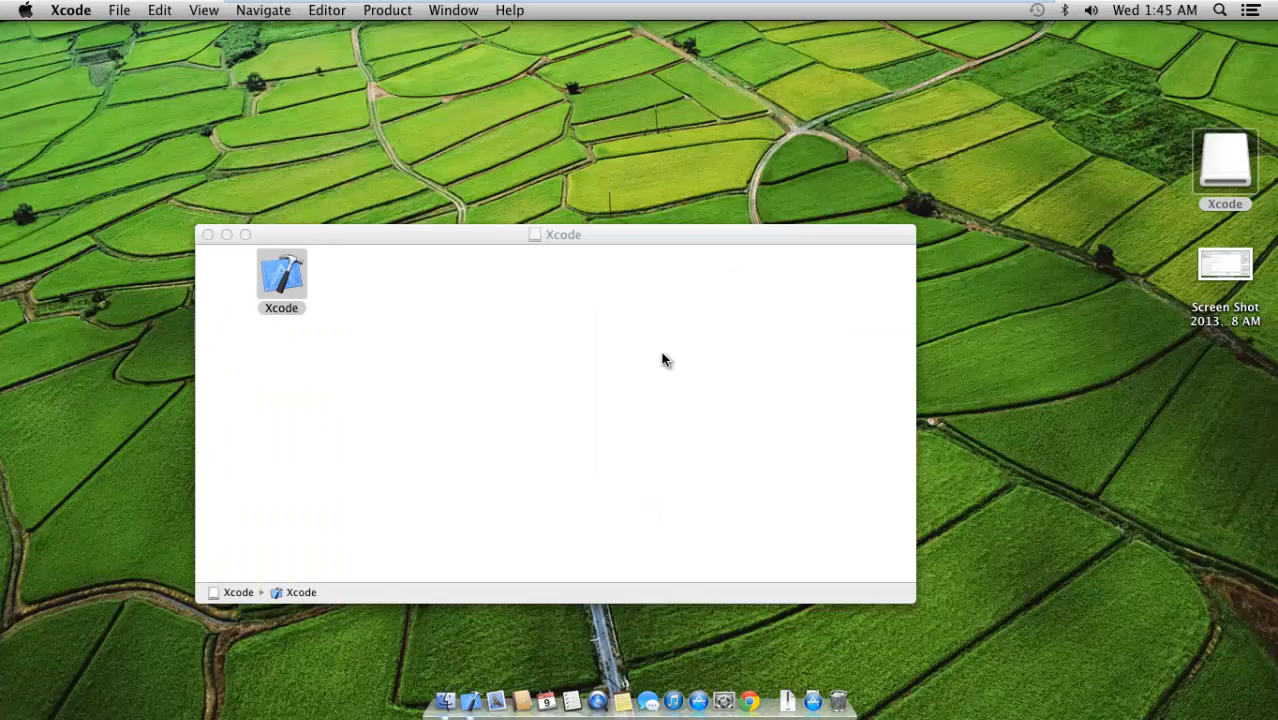 Xcode File Edit View Navigate Editor Product Window Help Wed 1:45 AM
Xcode
Xcode
Xcode
Screen Shot
2013...8 AM
Xcode Xcode
9